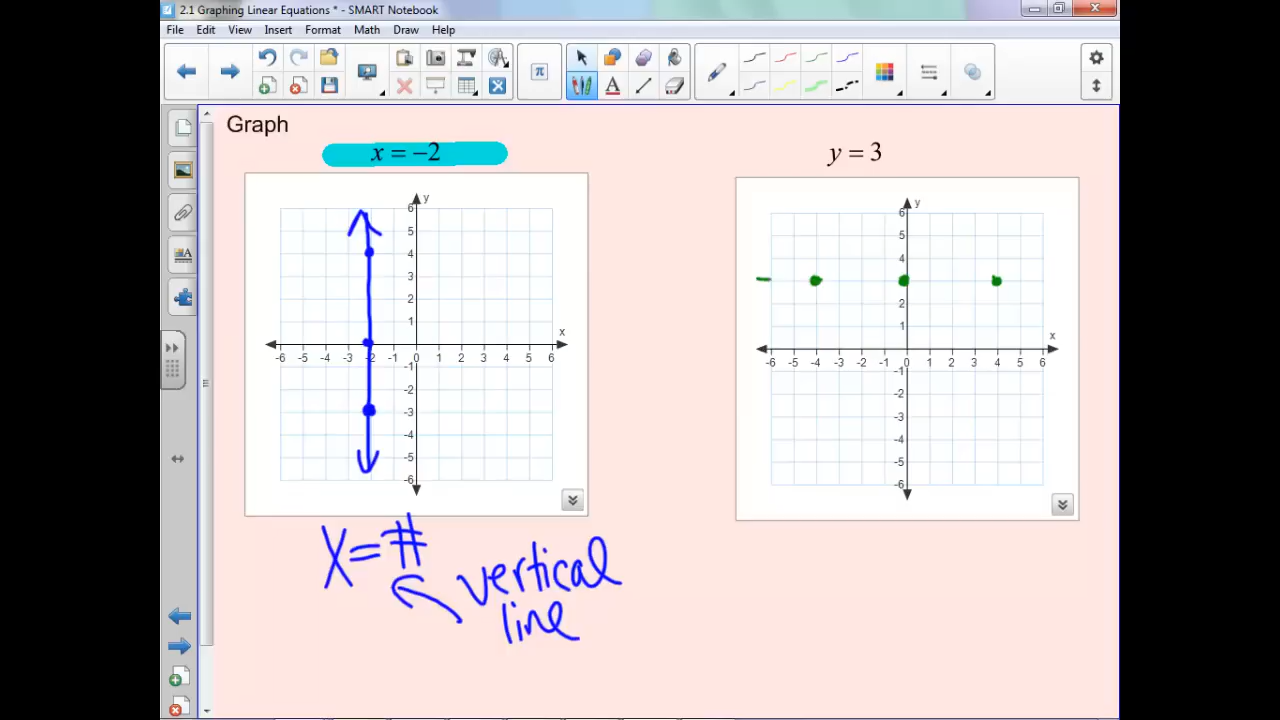 2.1 Graphing Linear Equations * - SMART Notebook
File Edit View Insert Format Math Draw Help
π
A
Graph
x = −2
y = 3
y
6
5
4
3
2
1
x
-6 -5 -4 -3 -2 -1 0 1 2 3 4 5 6
-1
-2
-3
-4
-5
-6
y
6
5
4
2
1
x
-6 -5 -4 -3 -2 -1 0 1 2 3 4 5 6
-1
-2
-3
-4
-5
-6
X = #
vertical
line